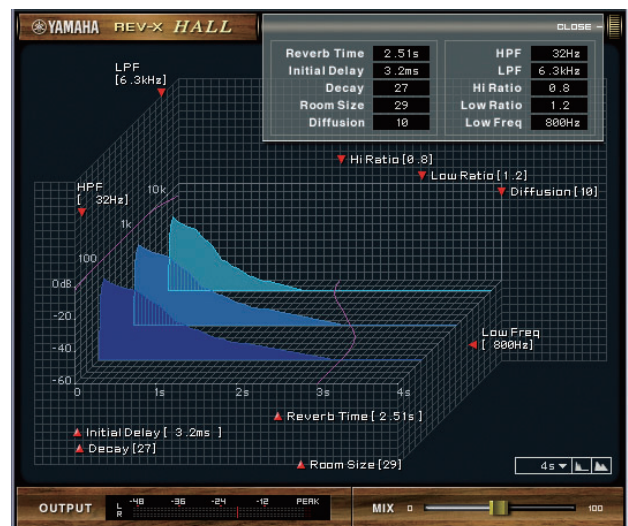 YAMAHA REV-X HALL
CLOSE
Reverb Time 2.51s
Initial Delay 3.2ms
Decay 27
Room Size 29
Diffusion 10
HPF 32Hz
LPF 6.3kHz
Hi Ratio 0.8
Low Ratio 1.2
Low Freq 800Hz
LPF
[6.3kHz]
Hi Ratio[0.8]
Low Ratio[1.2]
Diffusion[10]
HPF
[ 32Hz]
10k
1k
100
0dB
-20
-40
-60
0 1s 2s 3s 4s
Low Freq
[ 800Hz]
Reverb Time[ 2.51s ]
Initial Delay[ 3.2ms ]
Decay[27]
Room Size[29]
4s
OUTPUT L R -48 -36 -24 -12 PEAK
MIX 0 100